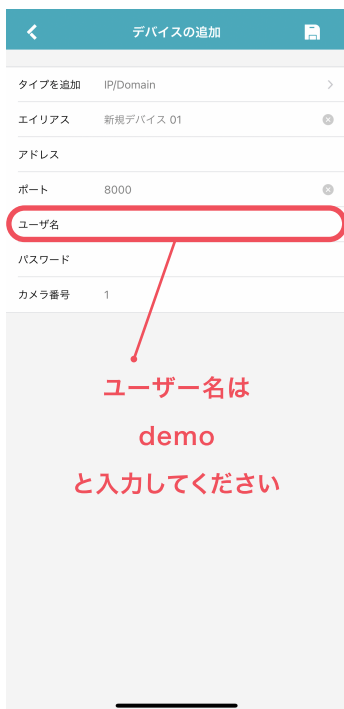 デバイスの追加
タイプを追加 IP/Domain
エイリアス 新規デバイス 01
アドレス
ポート 8000
ユーザ名
パスワード
カメラ番号 1
ユーザー名は
demo
と入力してください